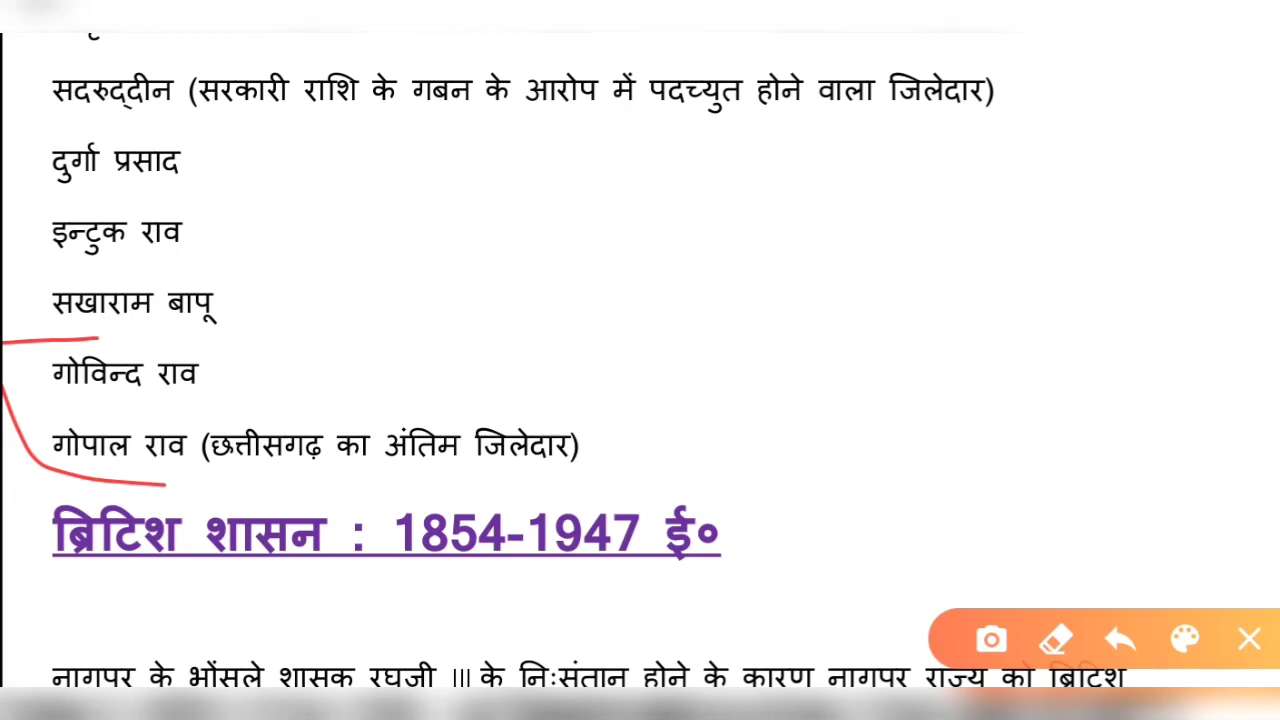 सदरुद्दीन (सरकारी राशि के गबन के आरोप में पदच्युत होने वाला जिलेदार)
दुर्गा प्रसाद
इन्टुक राव
सखाराम बापू
गोविन्द राव
गोपाल राव (छत्तीसगढ़ का अंतिम जिलेदार)
ब्रिटिश शासन : 1854-1947 ई०
नागपुर के भोंसले शासक रघुजी III के निःसंतान होने के कारण नागपुर राज्य को ब्रिटिश